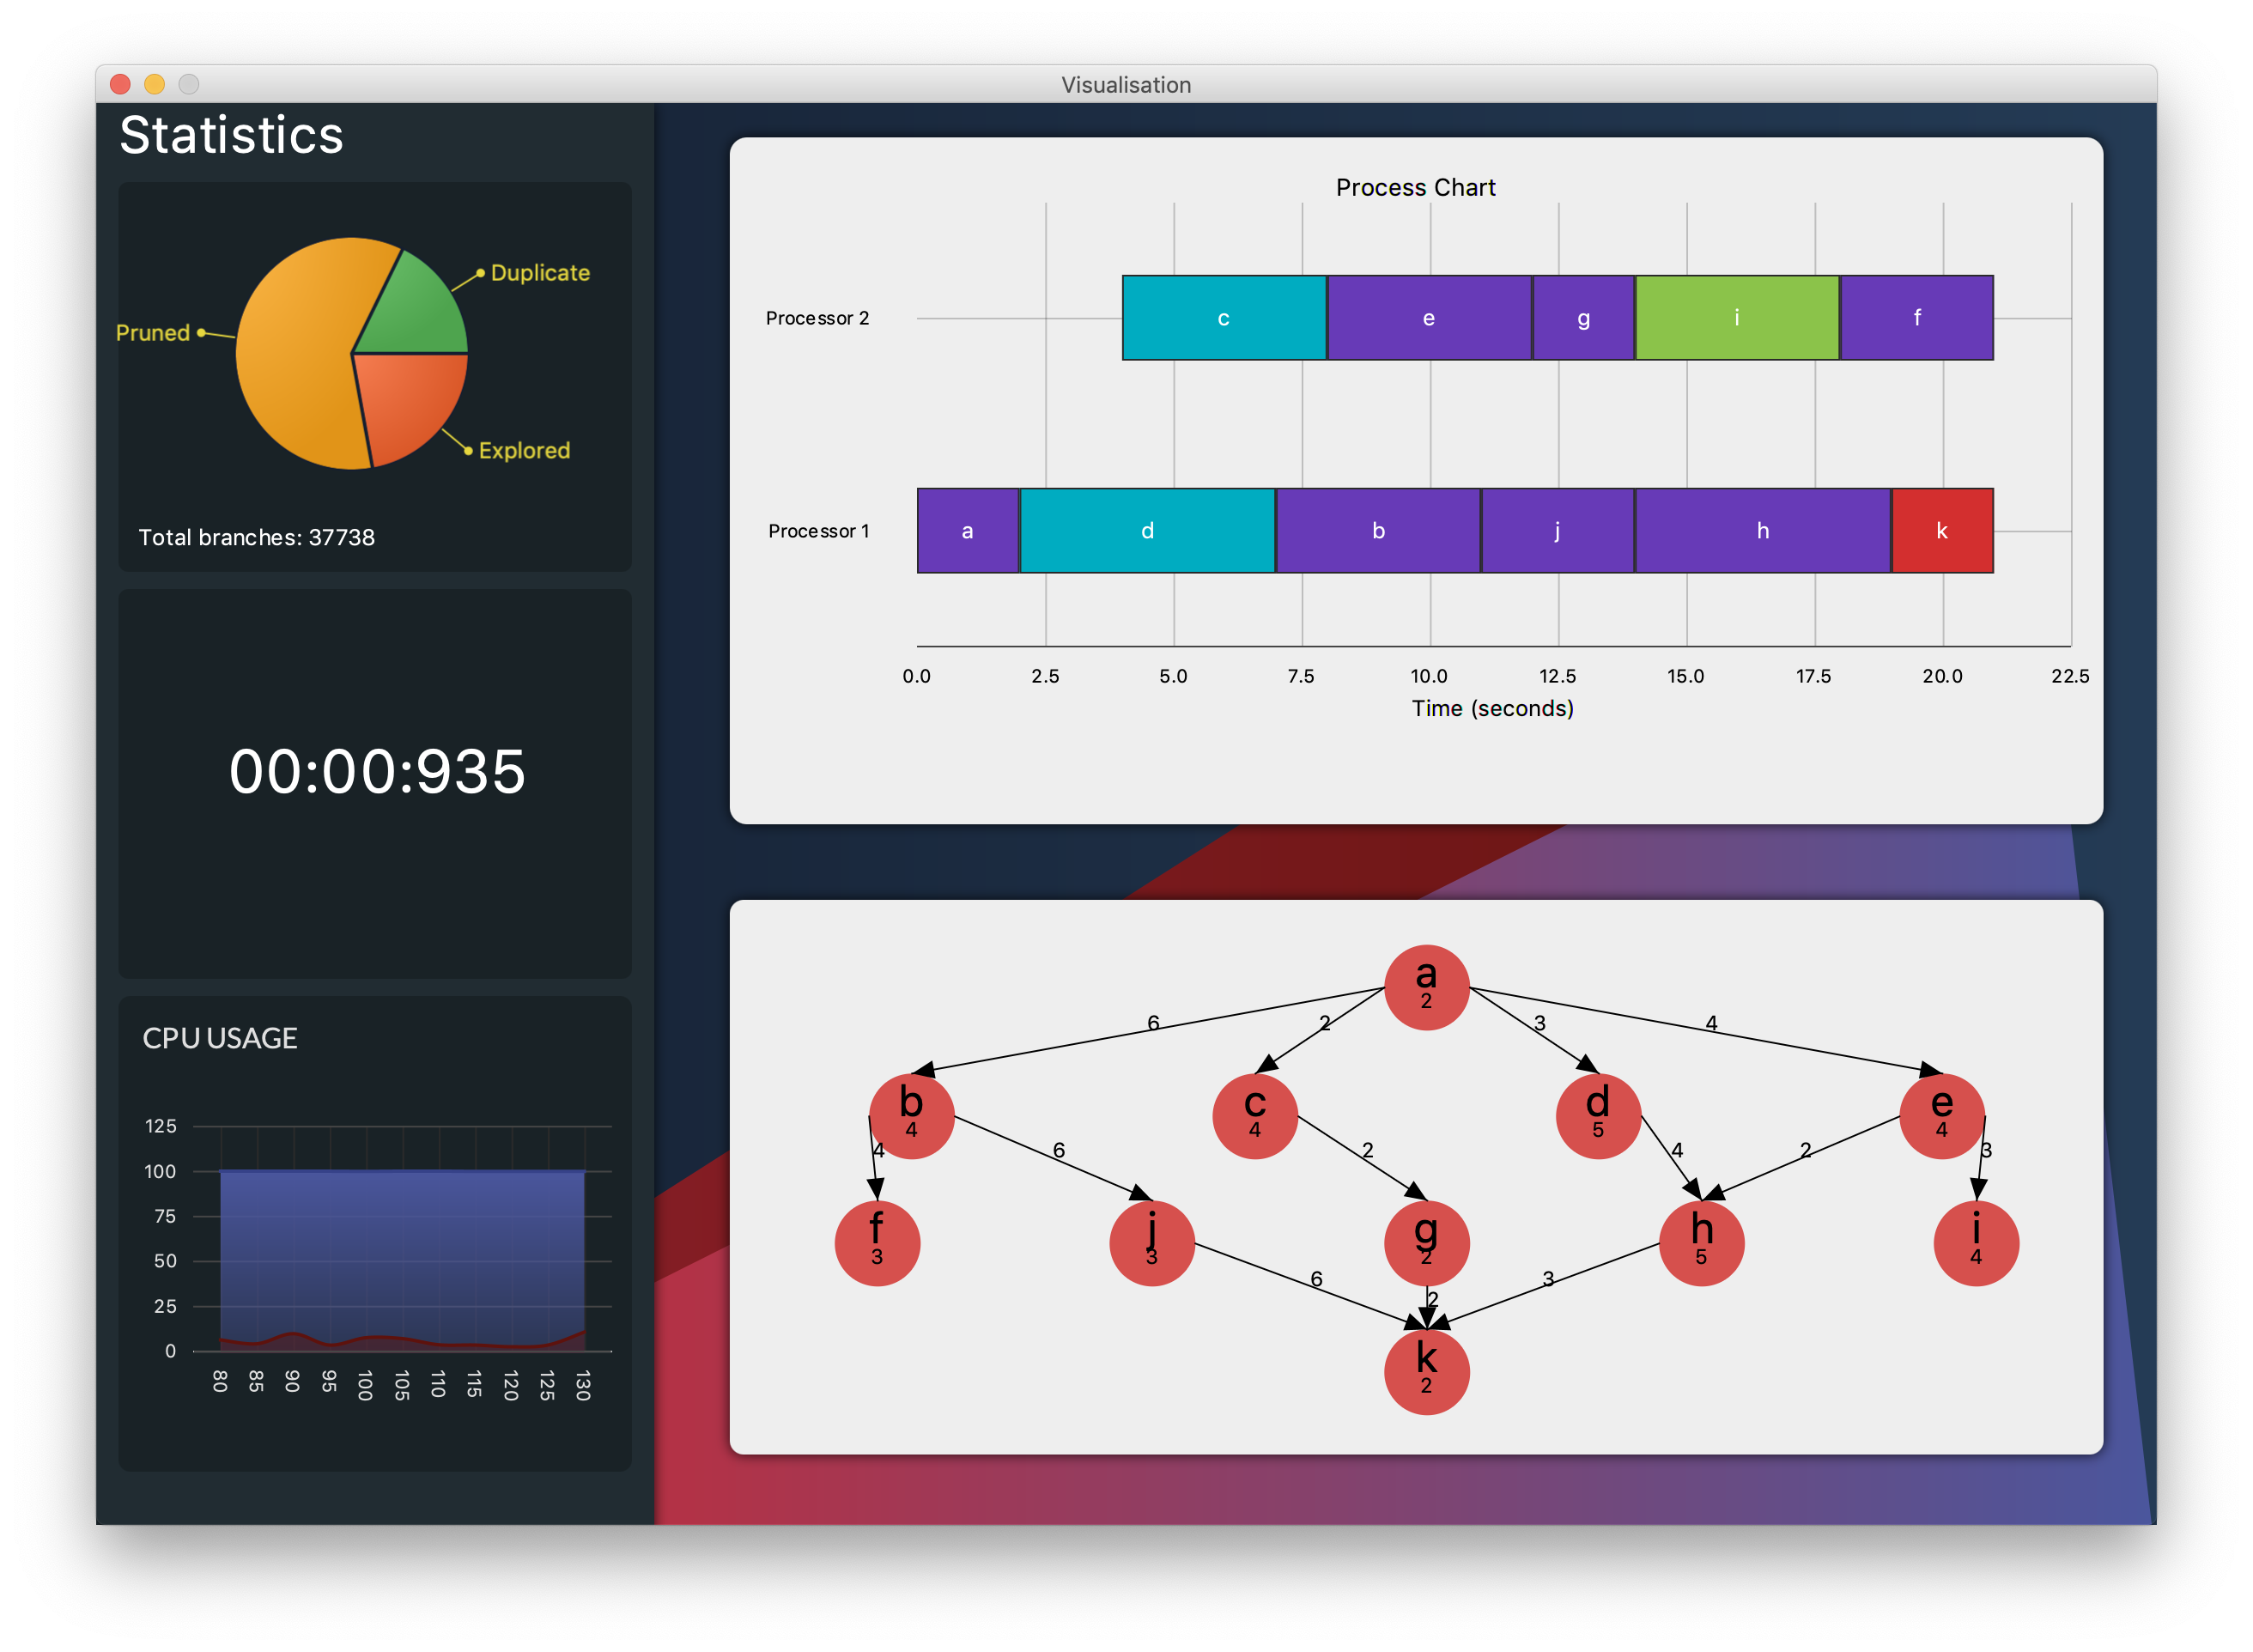 Visualisation
Statistics
Duplicate
Pruned
Explored
Total branches: 37738
00:00:935
CPU USAGE
125
100
75
50
25
0
80 85 90 95 100 105 110 115 120 125 130
Process Chart
Processor 2
c e g i f
Processor 1
a d b j h k
0.0 2.5 5.0 7.5 10.0 12.5 15.0 17.5 20.0 22.5
Time (seconds)
a
2
6 2 3 4
b c d e
4 4 5 4
4 6 2 4 2 3
f j g h i
3 3 2 5 4
6 2 3
k
2